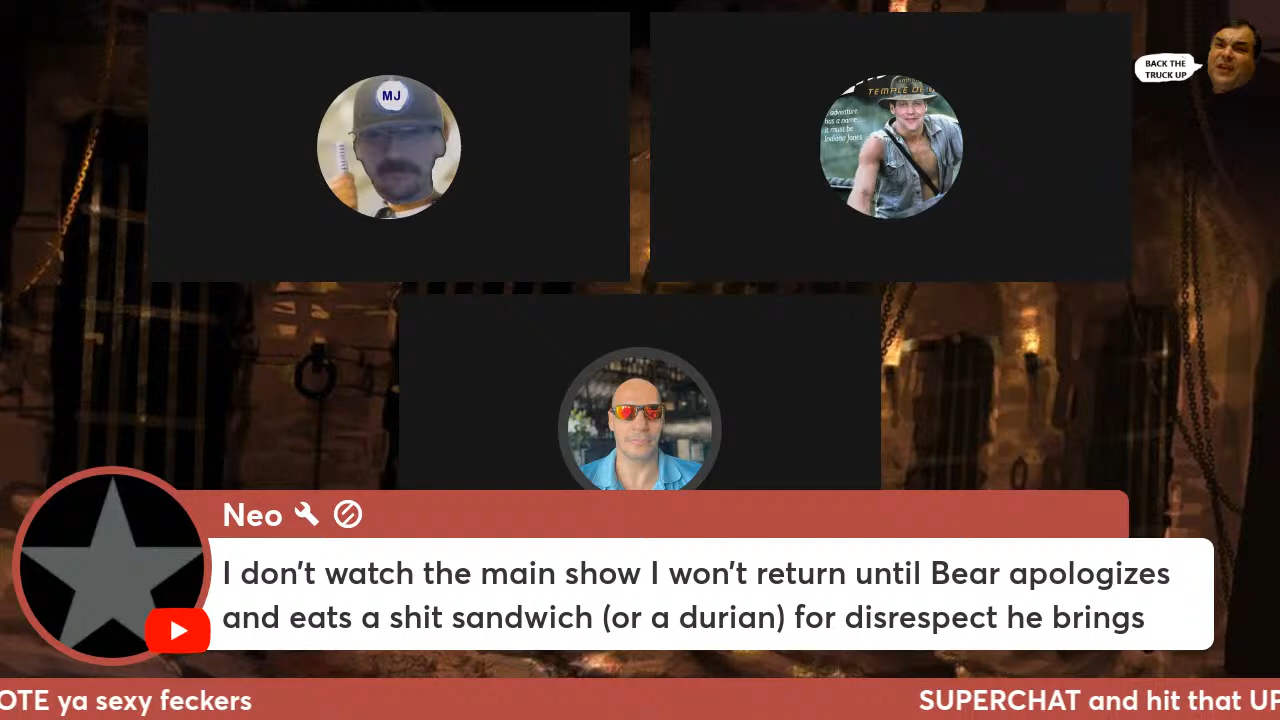 MJ
TEMPLE OF
adventure
has a name...
it must be
Indiana Jones
BACK THE
TRUCK UP
Neo
I don't watch the main show I won't return until Bear apologizes
and eats a shit sandwich (or a durian) for disrespect he brings
OTE ya sexy feckers
SUPERCHAT and hit that UP